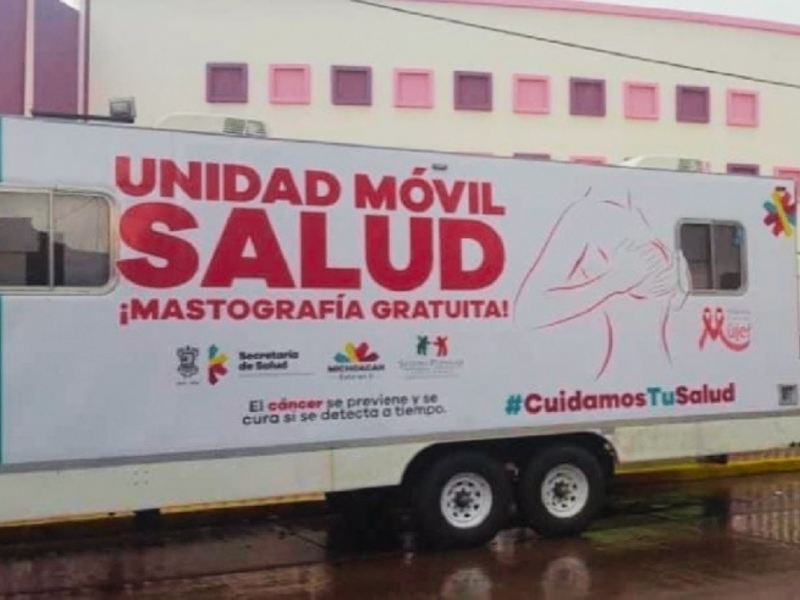 UNIDAD MÓVIL
SALUD
¡MASTOGRAFÍA GRATUITA!
Secretaría
de Salud
MICHOACÁN
El cáncer se previene y se
cura si se detecta a tiempo.
#CuidamosTuSalud